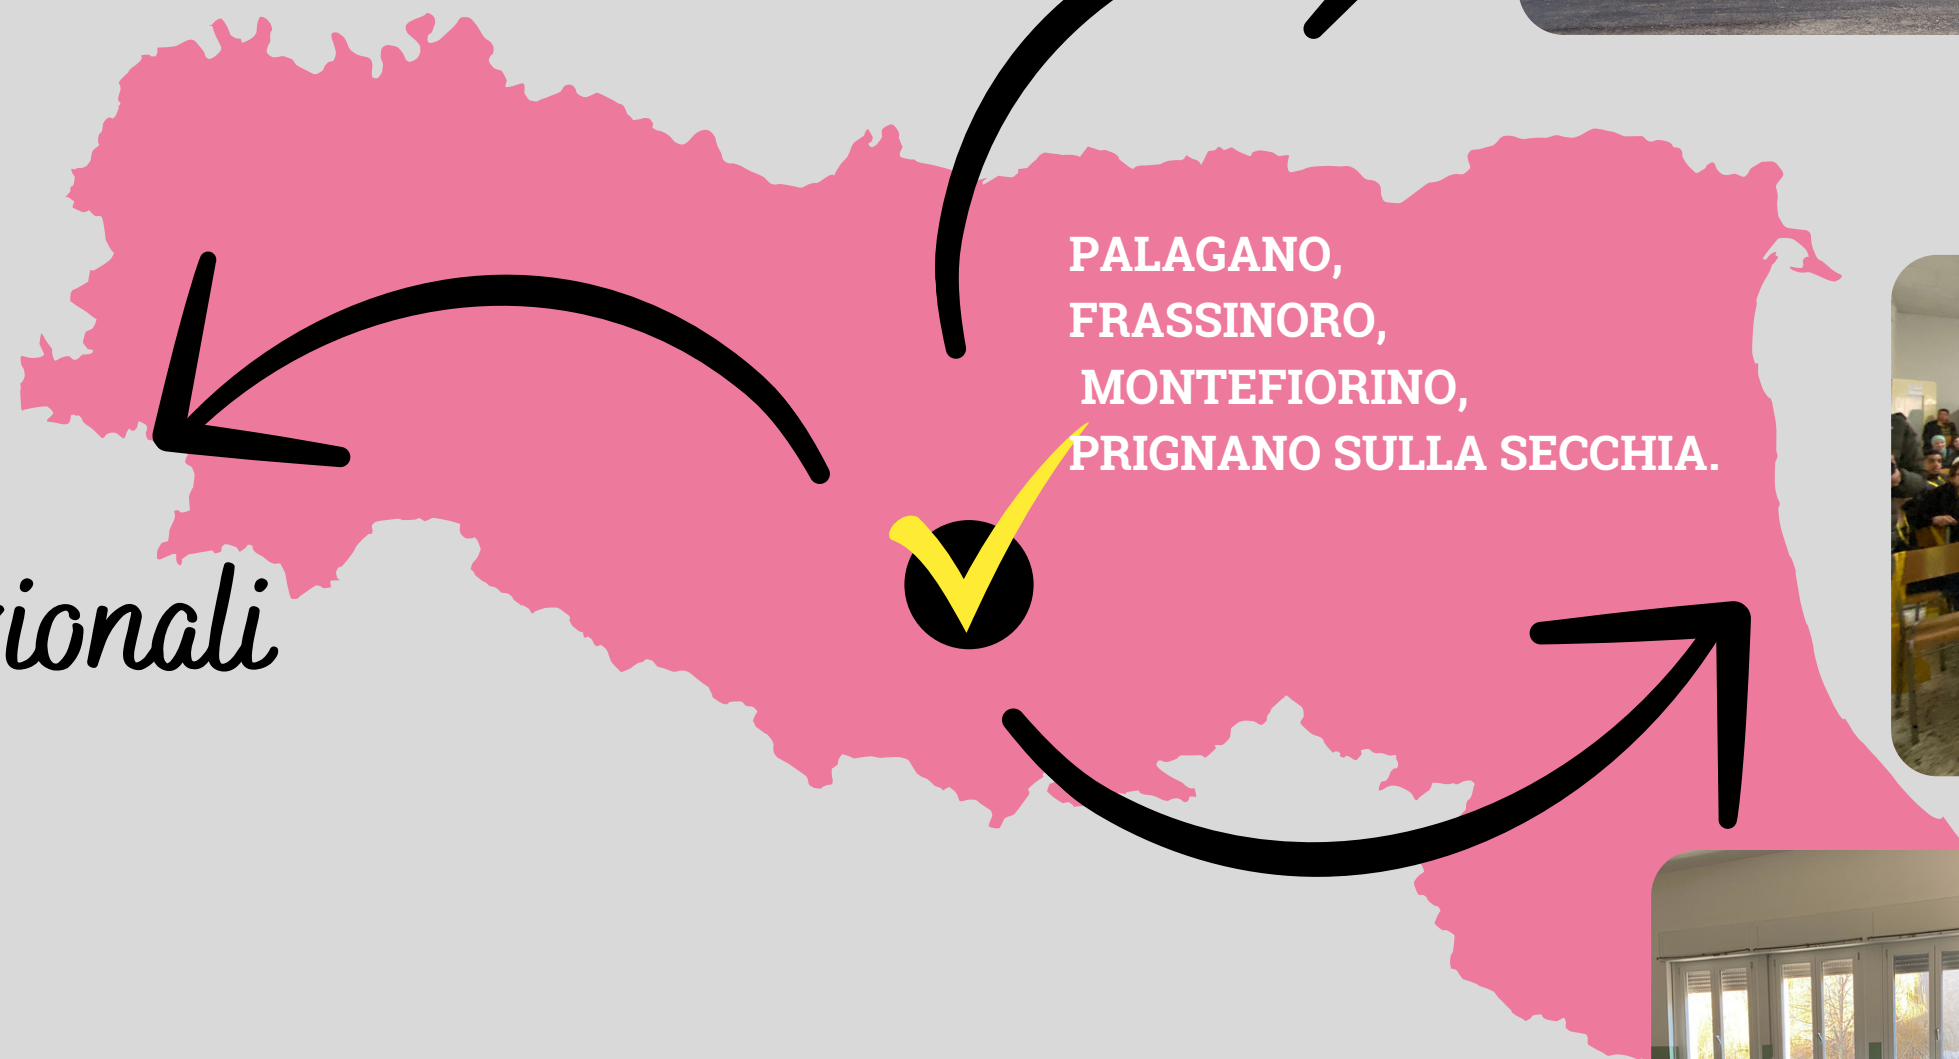 PALAGANO,
FRASSINORO,
MONTEFIORINO,
PRIGNANO SULLA SECCHIA.
ionali